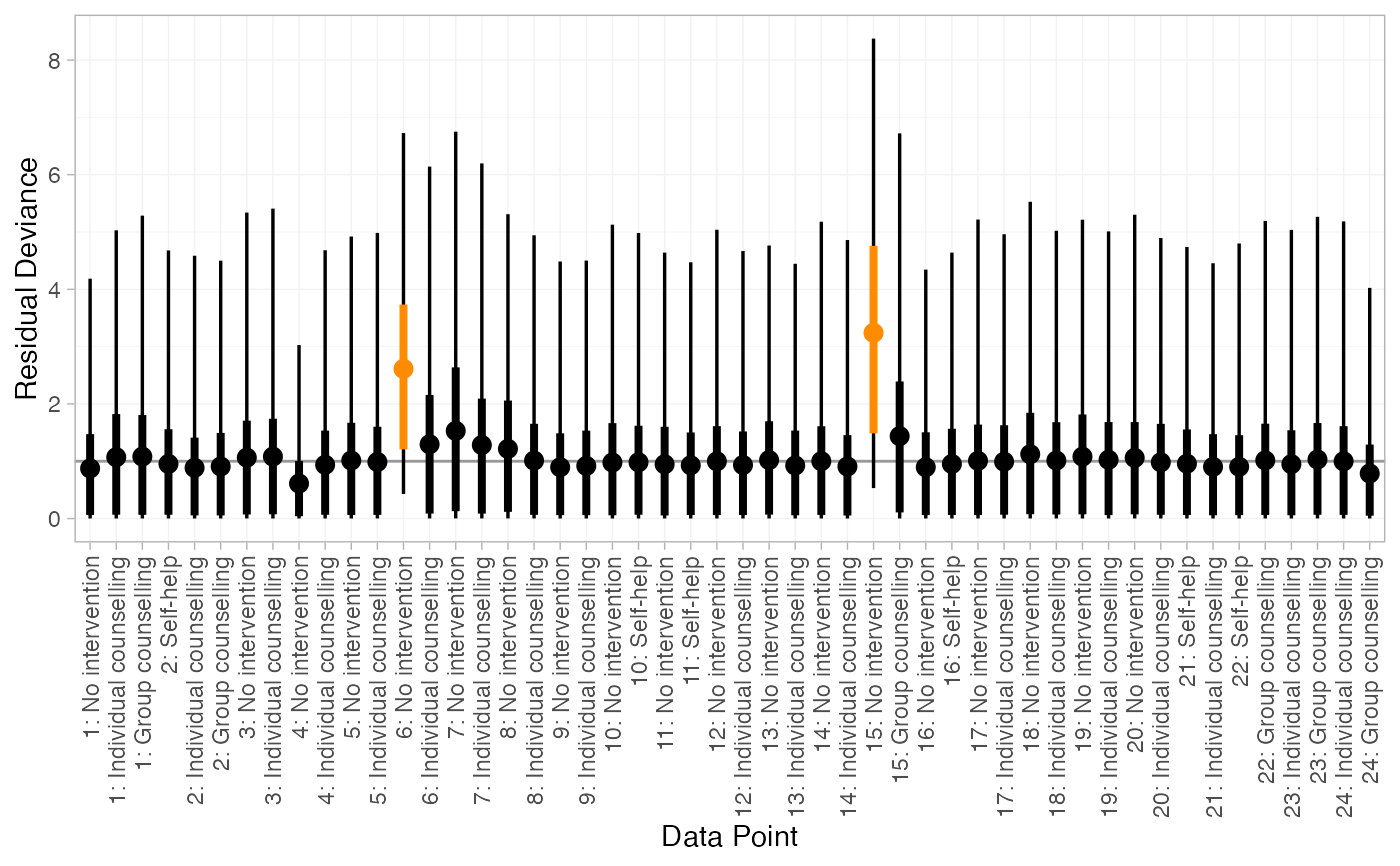 Residual Deviance
8
6
4
2
0
1: No intervention
1: Individual counselling
1: Group counselling
2: Self-help
2: Individual counselling
2: Group counselling
3: No intervention
3: Individual counselling
4: No intervention
4: Individual counselling
5: No intervention
5: Individual counselling
6: No intervention
6: Individual counselling
7: No intervention
7: Individual counselling
8: No intervention
8: Individual counselling
9: No intervention
9: Individual counselling
10: No intervention
10: Self-help
11: No intervention
11: Self-help
12: No intervention
12: Individual counselling
13: No intervention
13: Individual counselling
14: No intervention
14: Individual counselling
15: No intervention
15: Group counselling
16: No intervention
16: Self-help
17: No intervention
17: Individual counselling
18: No intervention
18: Individual counselling
19: No intervention
19: Individual counselling
20: No intervention
20: Individual counselling
21: Self-help
21: Individual counselling
22: Self-help
22: Group counselling
23: Individual counselling
23: Group counselling
24: Individual counselling
24: Group counselling
Data Point